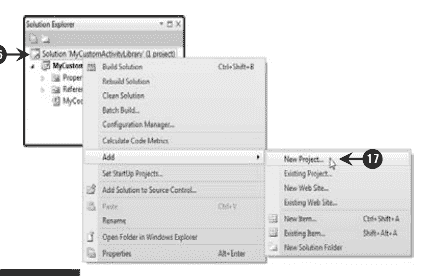 Solution Explorer
Solution 'MyCustomActivityLibrary' (1 project)
MyCustom
Proper
Refere
MyCod
Build Solution Ctrl+Shift+B
Rebuild Solution
Clean Solution
Batch Build...
Configuration Manager...
Calculate Code Metrics
Add
Set StartUp Projects...
Add Solution to Source Control...
Paste Ctrl+V
Rename
Open Folder in Windows Explorer
Properties Alt+Enter
New Project... 17
Existing Project...
New Web Site...
Existing Web Site...
New Item... Ctrl+Shift+A
Existing Item... Shift+Alt+A
New Solution Folder